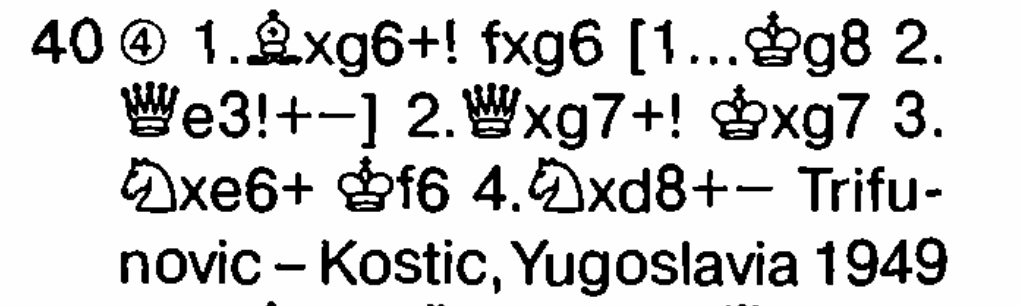 40 ④ 1.♗xg6+! fxg6 [1...♔g8 2.
♕e3!+−] 2.♕xg7+! ♔xg7 3.
♘xe6+ ♔f6 4.♘xd8+− Trifu-
novic – Kostic, Yugoslavia 1949